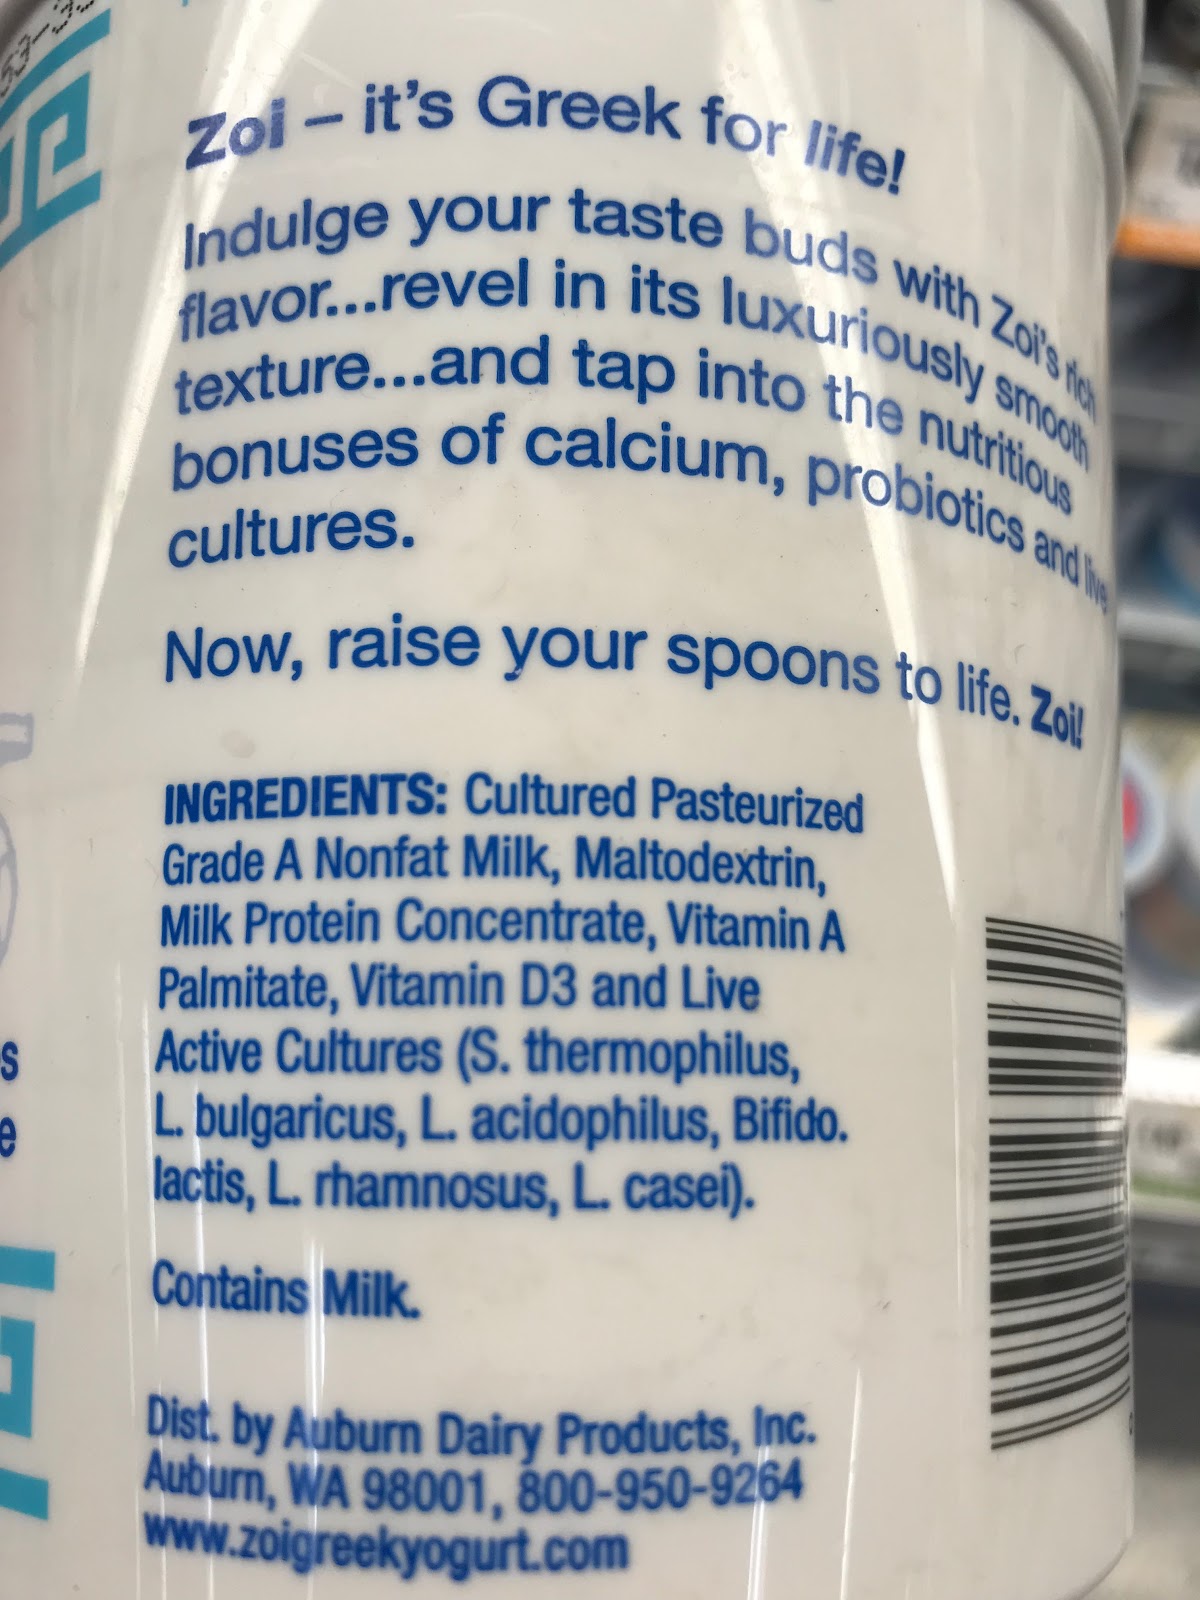 53-3
Zoi – it's Greek for life!
Indulge your taste buds with Zoi's rich
flavor...revel in its luxuriously smooth
texture...and tap into the nutritious
bonuses of calcium, probiotics and live
cultures.
Now, raise your spoons to life. Zoi!
INGREDIENTS: Cultured Pasteurized
Grade A Nonfat Milk, Maltodextrin,
Milk Protein Concentrate, Vitamin A
Palmitate, Vitamin D3 and Live
Active Cultures (S. thermophilus,
L. bulgaricus, L. acidophilus, Bifido.
lactis, L. rhamnosus, L. casei).
Contains Milk.
Dist. by Auburn Dairy Products, Inc.
Auburn, WA 98001, 800-950-9264
www.zoigreekyogurt.com
s
e